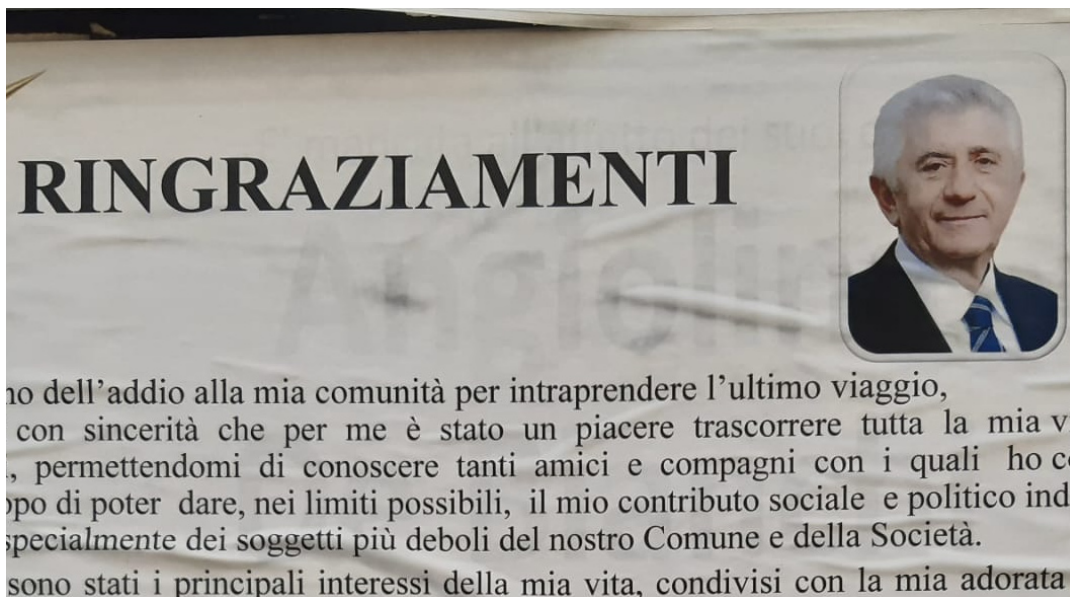 RINGRAZIAMENTI
dell’addio alla mia comunità per intraprendere l’ultimo viaggio,
con sincerità che per me è stato un piacere trascorrere tutta la mia
, permettendomi di conoscere tanti amici e compagni con i quali ho
di poter dare, nei limiti possibili, il mio contributo sociale e politico
specialmente dei soggetti più deboli del nostro Comune e della Società.
sono stati i principali interessi della mia vita, condivisi con la mia adorata